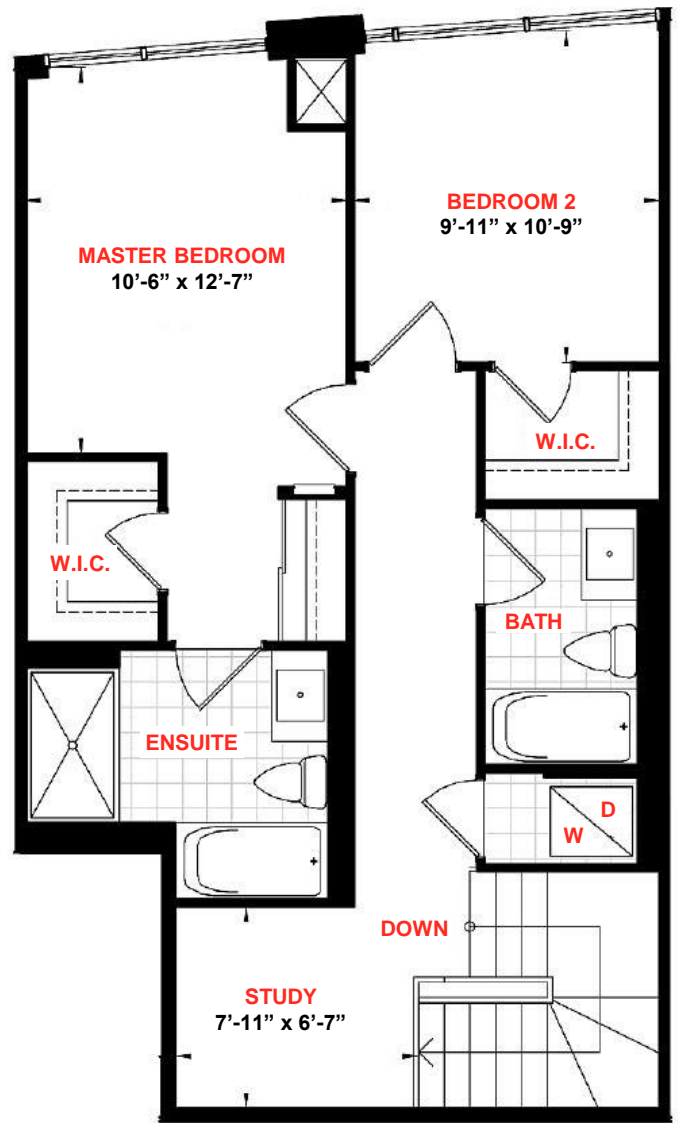 BEDROOM 2
9’-11” x 10’-9”
MASTER BEDROOM
10’-6” x 12’-7”
W.I.C.
W.I.C.
BATH
ENSUITE
D
W
DOWN
STUDY
7’-11” x 6’-7”